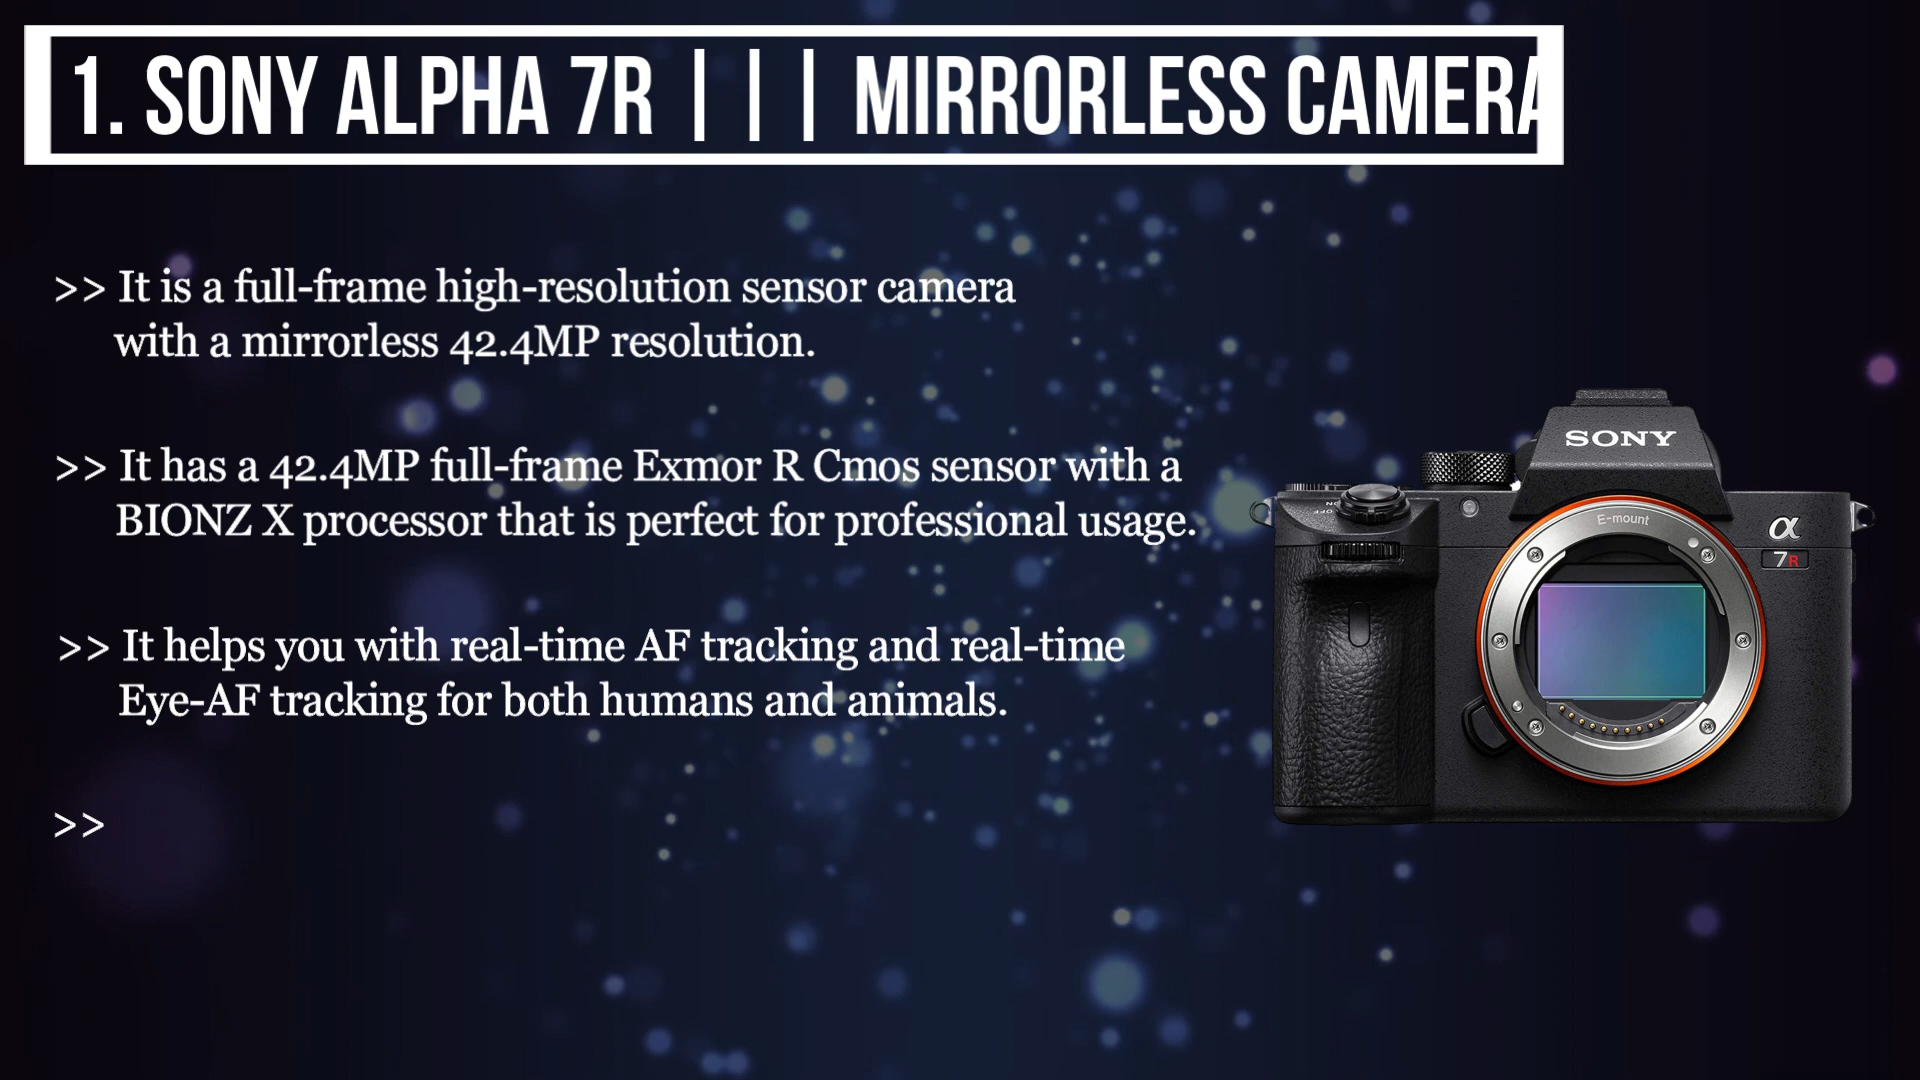 1. SONY ALPHA 7R | | | MIRRORLESS CAMERA
>> It is a full-frame high-resolution sensor camera
with a mirrorless 42.4MP resolution.
>> It has a 42.4MP full-frame Exmor R Cmos sensor with a
BIONZ X processor that is perfect for professional usage.
>> It helps you with real-time AF tracking and real-time
Eye-AF tracking for both humans and animals.
>>
SONY
E-mount
α
7R
ON
OFF